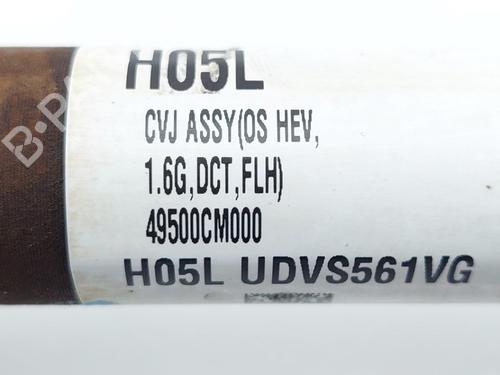 H05L
CVJ ASSY(OS HEV,
1.6G,DCT,FLH)
49500CM000
H05L UDVS561VG